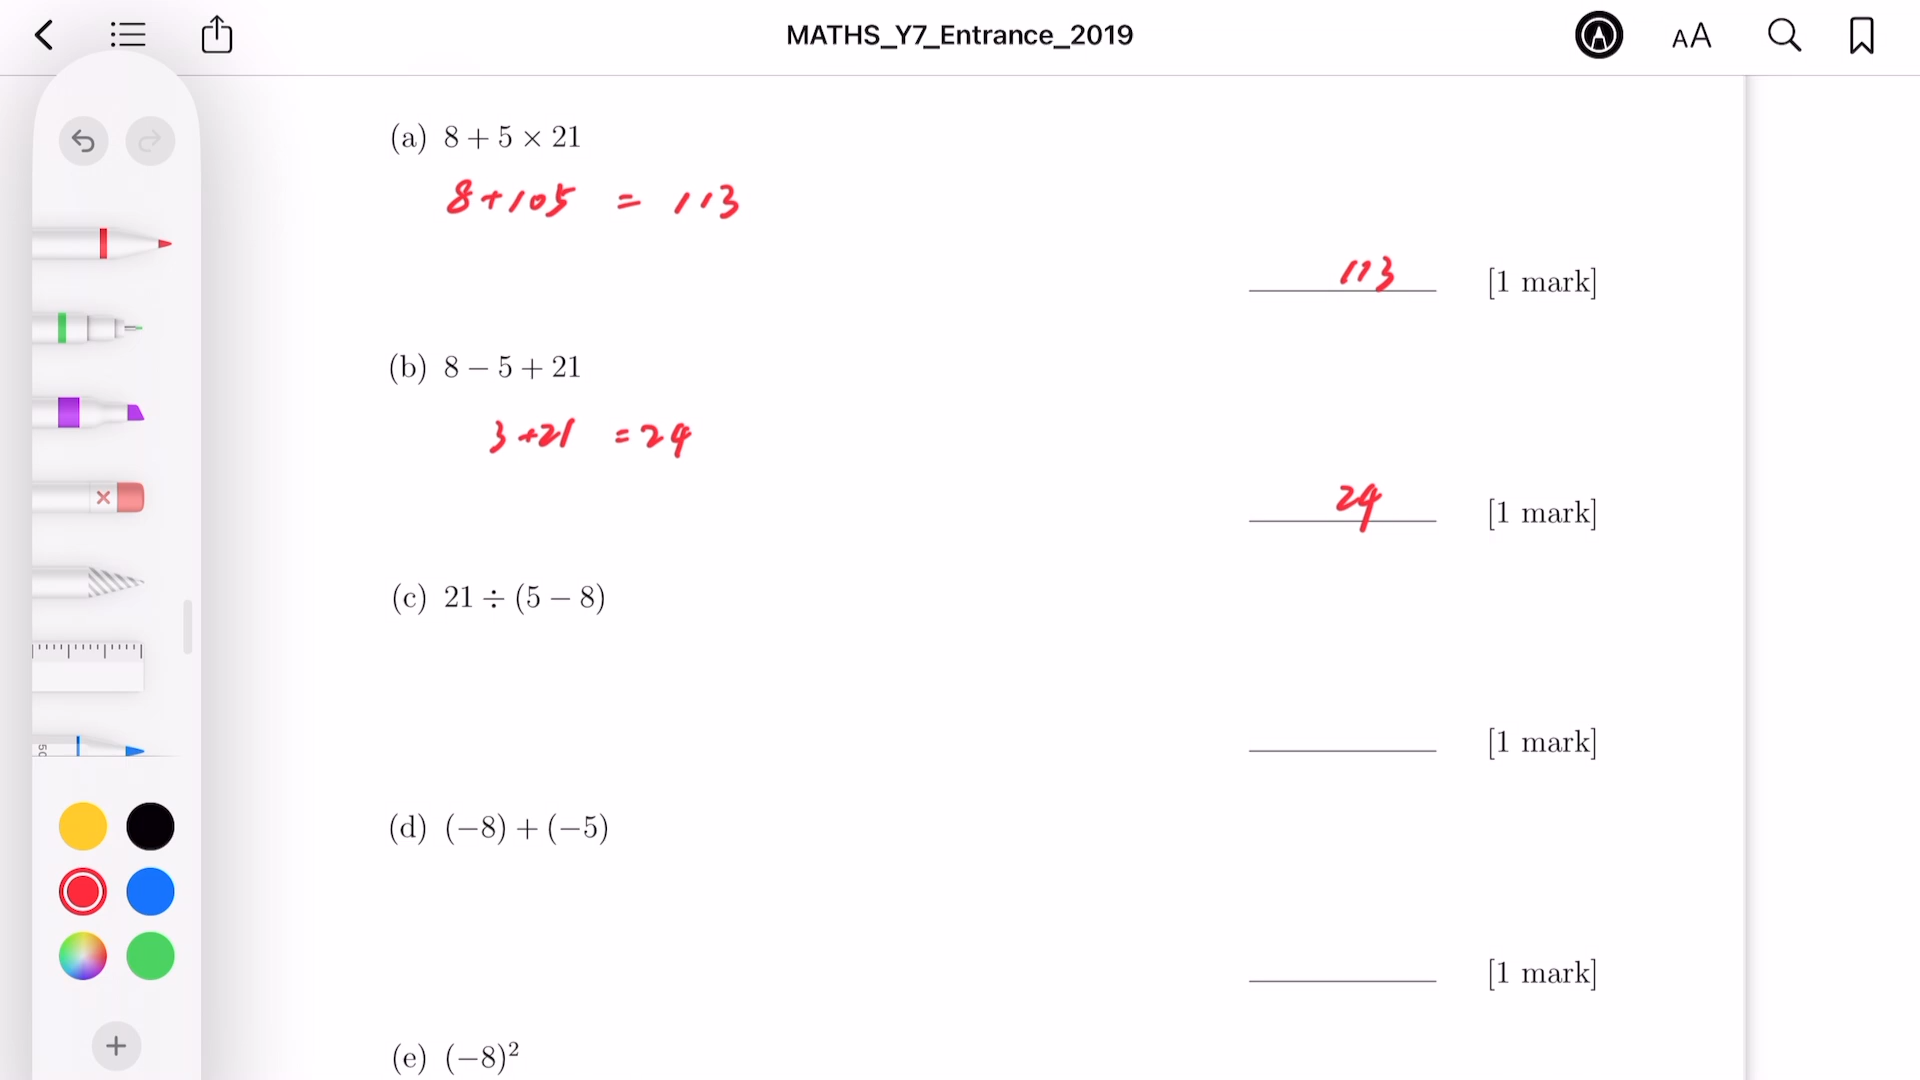 MATHS_Y7_Entrance_2019
AA
(a) 8 + 5 × 21
8+105 = 113
113 [1 mark]
(b) 8 − 5 + 21
3+21 =24
24 [1 mark]
(c) 21 ÷ (5 − 8)
[1 mark]
(d) (−8) + (−5)
[1 mark]
(e) (−8)²